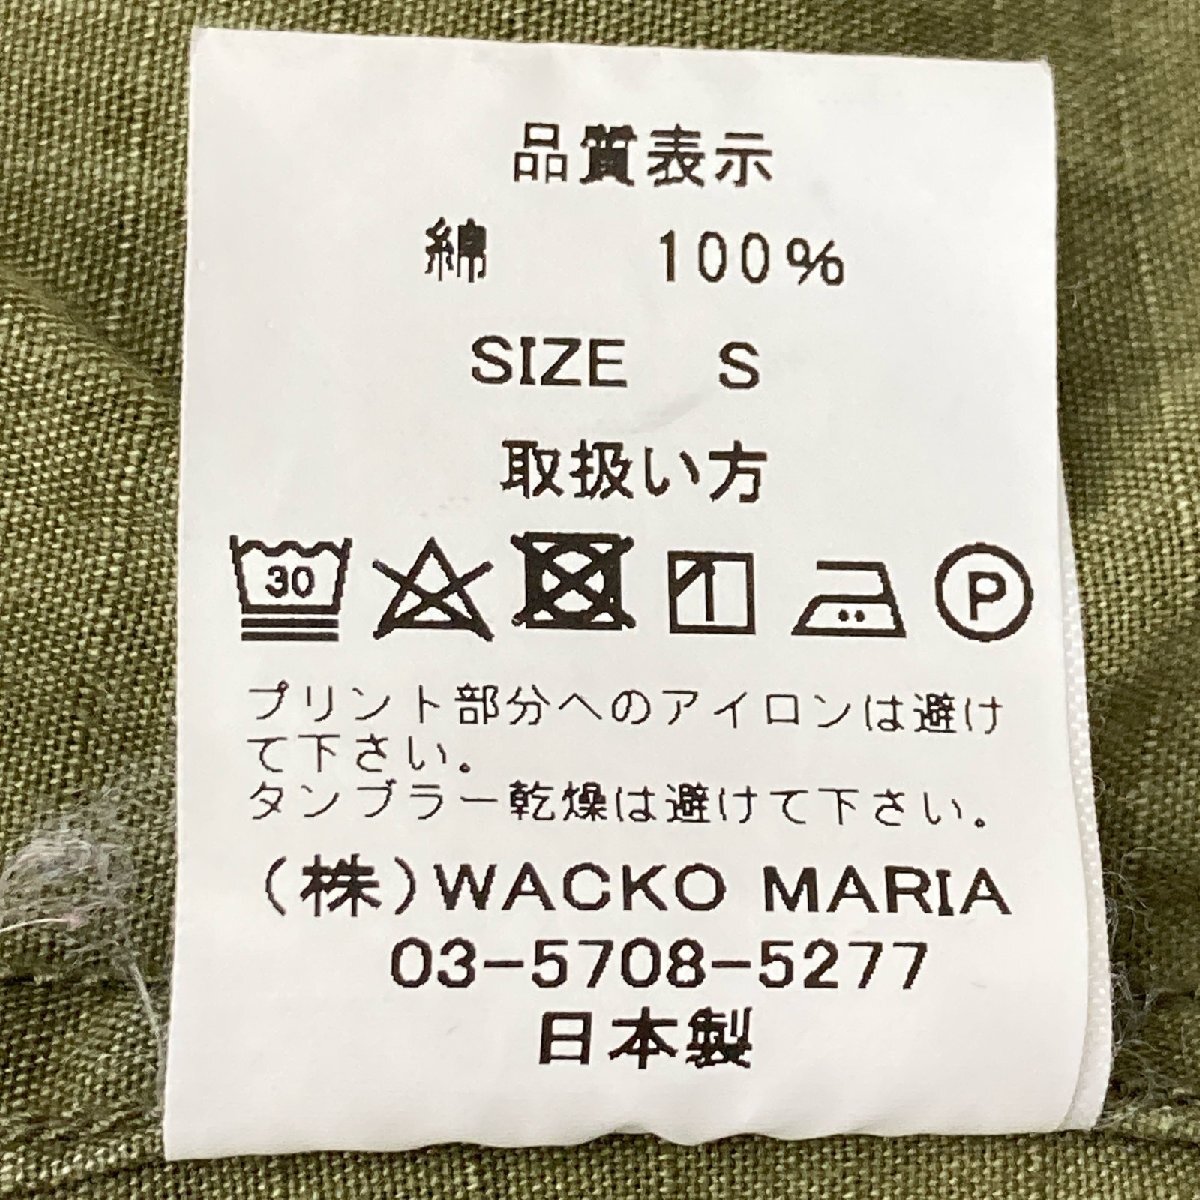 品質表示
綿 100%
SIZE S
取扱い方
30 P
プリント部分へのアイロンは避け
て下さい。
タンブラー乾燥は避けて下さい。
(株)WACKO MARIA
03-5708-5277
日本製